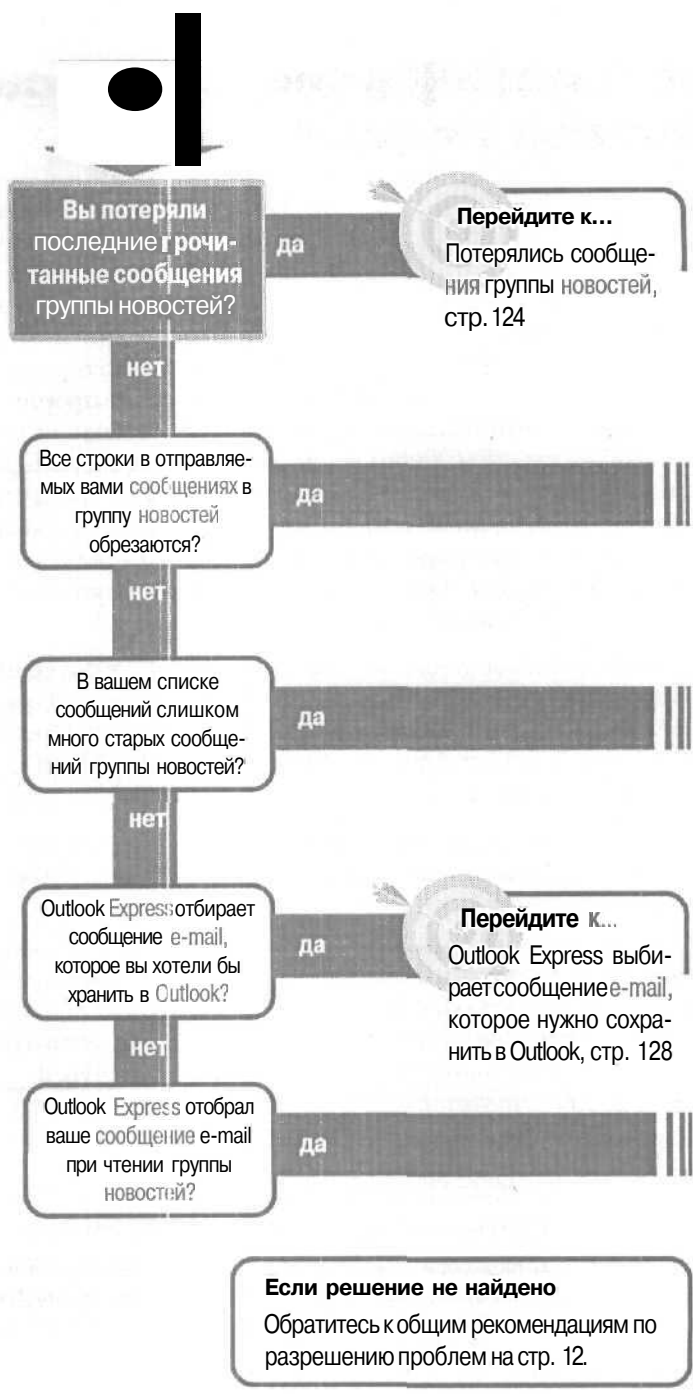 Вы потеряли
последние прочи-
танные сообщения
группы новостей?
да
Перейдите к...
Потерялись сообще-
ния группы новостей,
стр. 124
нет
Все строки в отправляе-
мых вами сообщениях в
группу новостей
обрезаются?
да
нет
В вашем списке
сообщений слишком
много старых сообще-
ний группы новостей?
да
нет
Outlook Express отбирает
сообщение e-mail,
которое вы хотели бы
хранить в Outlook?
да
Перейдите к...
Outlook Express выби-
рает сообщение e-mail,
которое нужно сохра-
нить в Outlook, стр. 128
нет
Outlook Express отобрал
ваше сообщение e-mail
при чтении группы
новостей?
да
Если решение не найдено
Обратитесь к общим рекомендациям по
разрешению проблем на стр. 12.